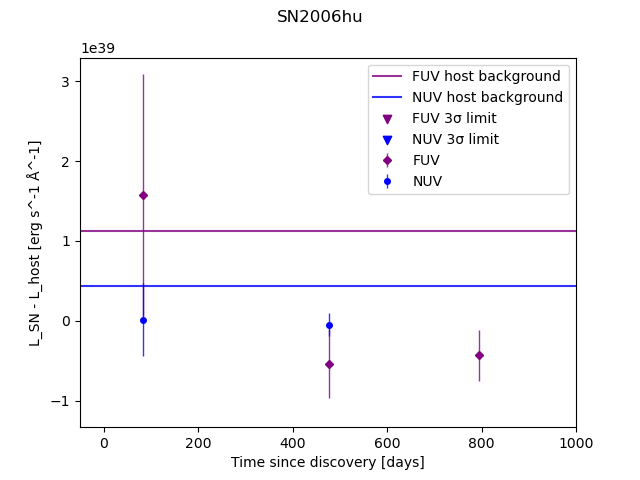 SN2006hu
1e39
FUV host background
NUV host background
FUV 3σ limit
NUV 3σ limit
FUV
NUV
3
2
1
0
−1
L_SN - L_host [erg s^-1 Å^-1]
0 200 400 600 800 1000
Time since discovery [days]